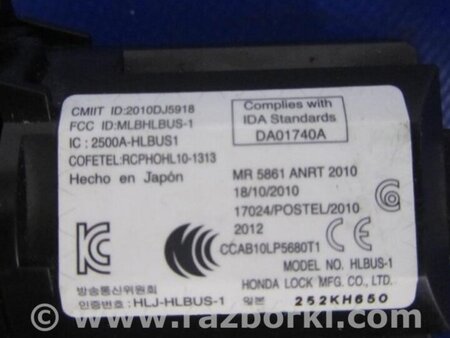 CMIIT ID:2010DJ5918
FCC ID:MLBHLBUS-1
IC : 2500A-HLBUS1
COFETEL:RCPHOHL10-1313
Hecho en Japón
Complies with
IDA Standards
DA01740A
MR 5861 ANRT 2010
18/10/2010
17024/POSTEL/2010
2012
CCAB10LP5680T1
MODEL NO. HLBUS-1
HONDA LOCK MFG. CO., LTD.
방송통신위원회
인증번호: HLJ-HLBUS-1
일본 252KH650
© www.razborki.com